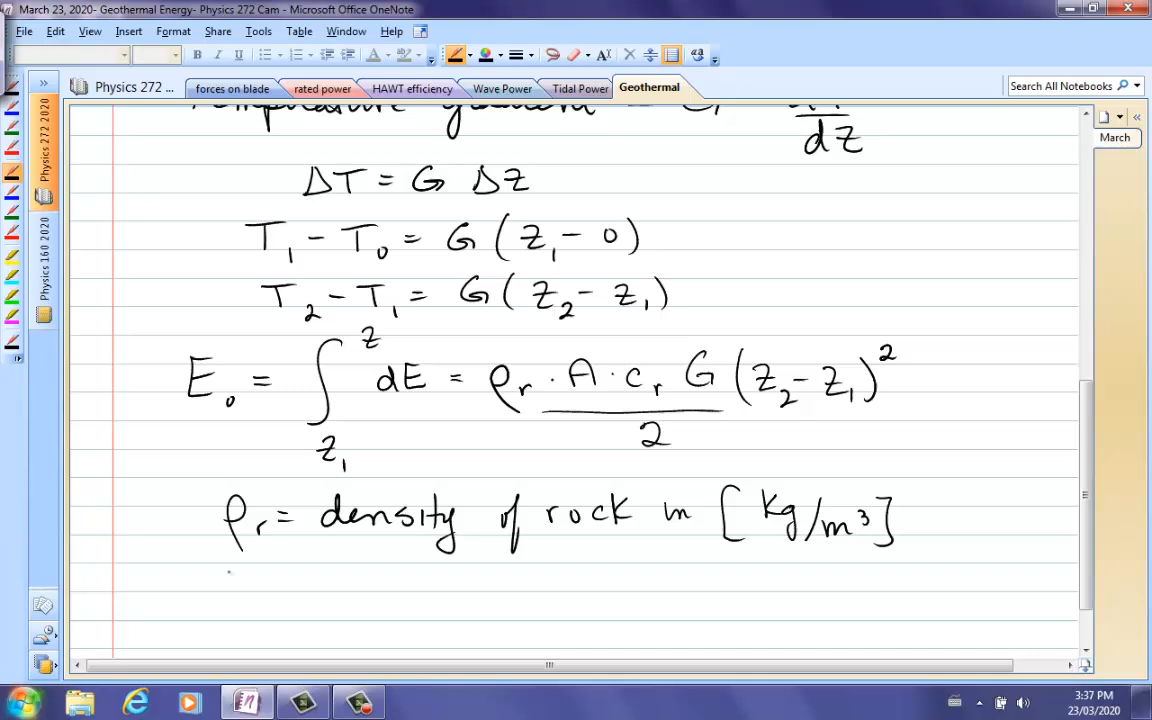 March 23, 2020- Geothermal Energy- Physics 272 Cam - Microsoft Office OneNote
File Edit View Insert Format Share Tools Table Window Help
B I U A ab A
Physics 272 ... forces on blade rated power HAWT efficiency Wave Power Tidal Power Geothermal Search All Notebooks
March
Physics 272 2020
Physics 160 2020
dz
ΔT = G Δz
T₁ - T₀ = G (z₁ - 0)
T₂ - T₁ = G (z₂ - z₁)
E₀ = ∫_{z₁}^{z} dE = ρᵣ · A · cᵣ G / 2 (z₂ - z₁)²
ρᵣ = density of rock in [kg/m³]
3:37 PM
23/03/2020